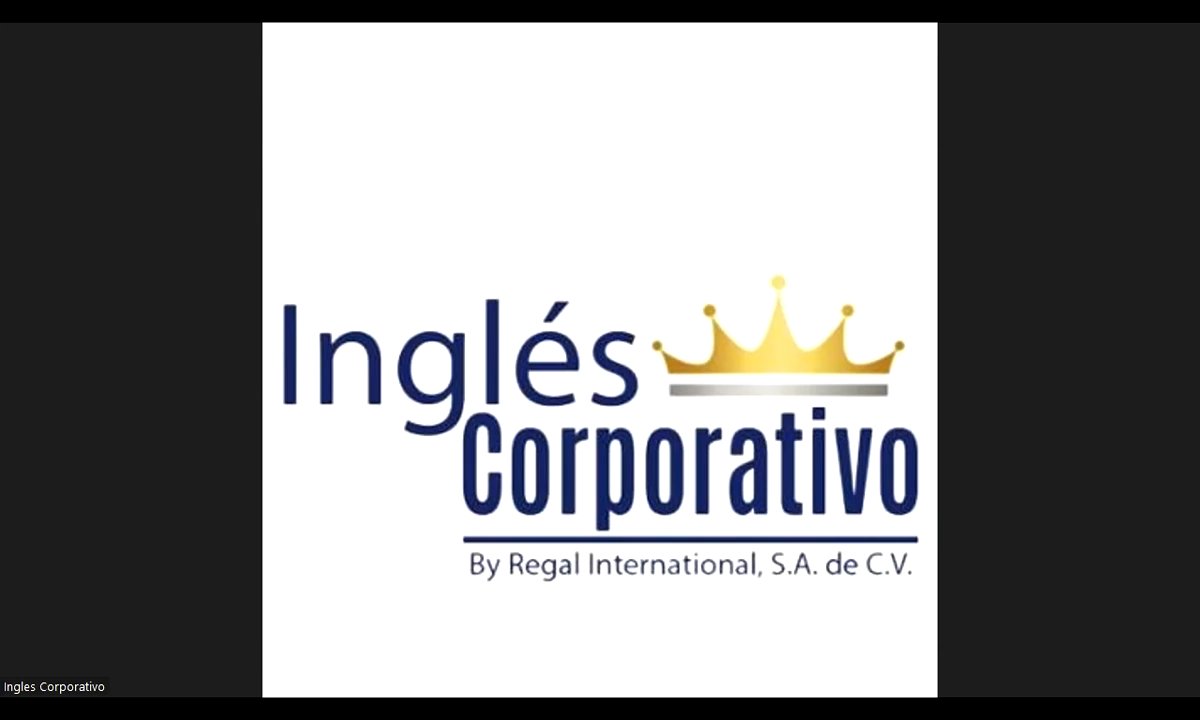 Inglés
Corporativo
By Regal International, S.A. de C.V.
Ingles Corporativo